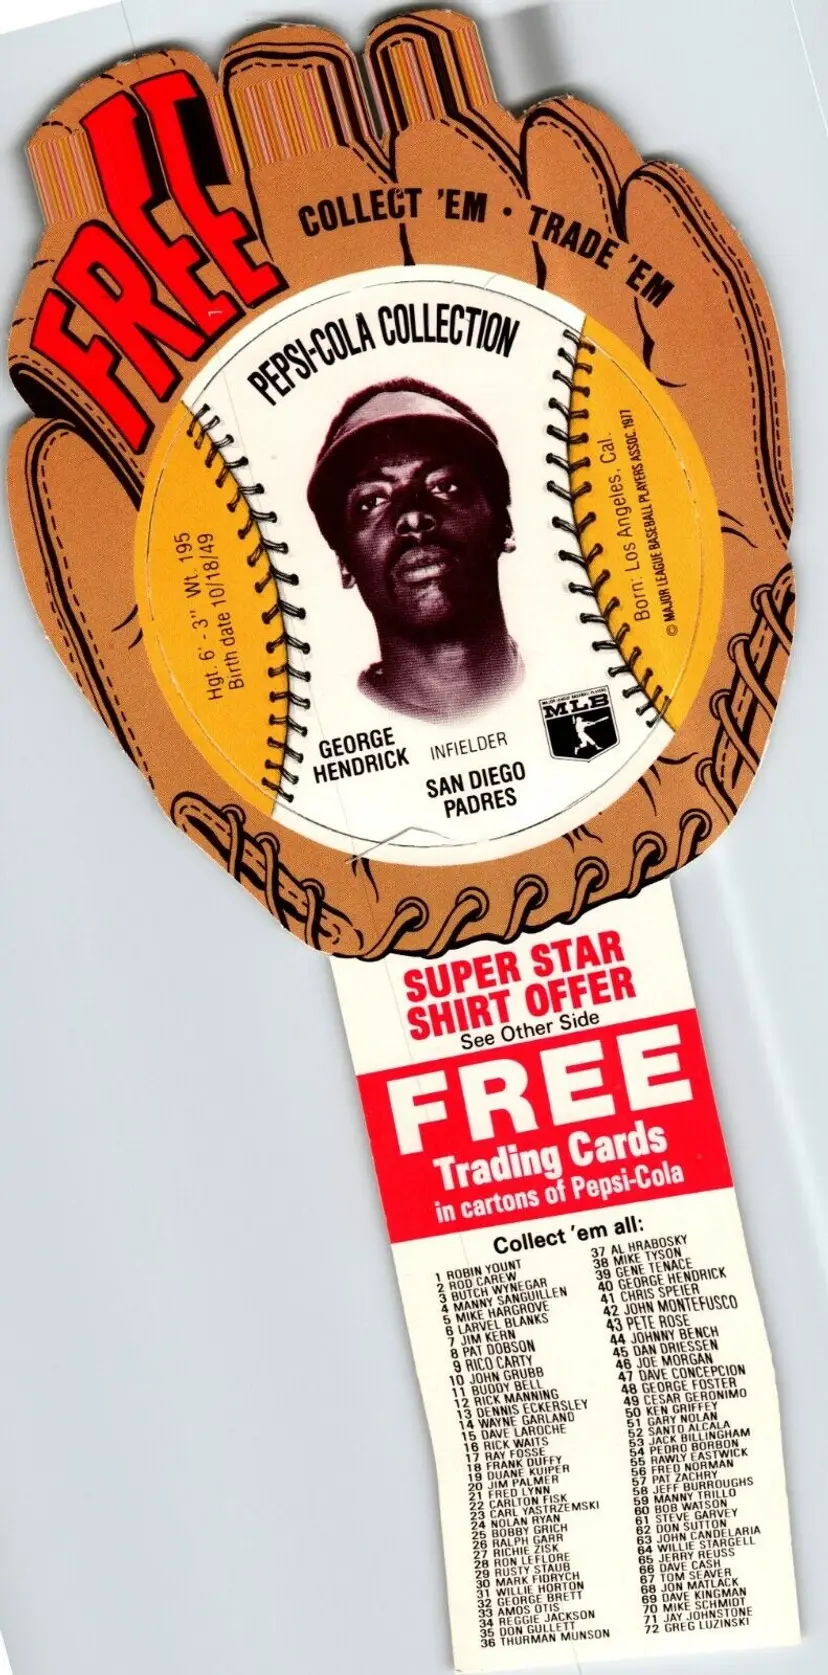 FREE
COLLECT 'EM · TRADE 'EM
PEPSI-COLA COLLECTION
Hgt. 6' - 3" Wt. 195
Birth date 10/18/49
Born: Los Angeles, Cal.
© MAJOR LEAGUE BASEBALL PLAYERS ASSOC. 1977
MAJOR LEAGUE BASEBALL PLAYERS
MLB
GEORGE
HENDRICK
INFIELDER
SAN DIEGO
PADRES
SUPER STAR
SHIRT OFFER
See Other Side
FREE
Trading Cards
in cartons of Pepsi-Cola
Collect 'em all:
1 ROBIN YOUNT
2 ROD CAREW
3 BUTCH WYNEGAR
4 MANNY SANGUILLEN
5 MIKE HARGROVE
6 LARVEL BLANKS
7 JIM KERN
8 PAT DOBSON
9 RICO CARTY
10 JOHN GRUBB
11 BUDDY BELL
12 RICK MANNING
13 DENNIS ECKERSLEY
14 WAYNE GARLAND
15 DAVE LAROCHE
16 RICK WAITS
17 RAY FOSSE
18 FRANK DUFFY
19 DUANE KUIPER
20 JIM PALMER
21 FRED LYNN
22 CARLTON FISK
23 CARL YASTRZEMSKI
24 NOLAN RYAN
25 BOBBY GRICH
26 RALPH GARR
27 RICHIE ZISK
28 RON LEFLORE
29 RUSTY STAUB
30 MARK FIDRYCH
31 WILLIE HORTON
32 GEORGE BRETT
33 AMOS OTIS
34 REGGIE JACKSON
35 DON GULLETT
36 THURMAN MUNSON
37 AL HRABOSKY
38 MIKE TYSON
39 GENE TENACE
40 GEORGE HENDRICK
41 CHRIS SPEIER
42 JOHN MONTEFUSCO
43 PETE ROSE
44 JOHNNY BENCH
45 DAN DRIESSEN
46 JOE MORGAN
47 DAVE CONCEPCION
48 GEORGE FOSTER
49 CESAR GERONIMO
50 KEN GRIFFEY
51 GARY NOLAN
52 SANTO ALCALA
53 JACK BILLINGHAM
54 PEDRO BORBON
55 RAWLY EASTWICK
56 FRED NORMAN
57 PAT ZACHRY
58 JEFF BURROUGHS
59 MANNY TRILLO
60 BOB WATSON
61 STEVE GARVEY
62 DON SUTTON
63 JOHN CANDELARIA
64 WILLIE STARGELL
65 JERRY REUSS
66 DAVE CASH
67 TOM SEAVER
68 JON MATLACK
69 DAVE KINGMAN
70 MIKE SCHMIDT
71 JAY JOHNSTONE
72 GREG LUZINSKI